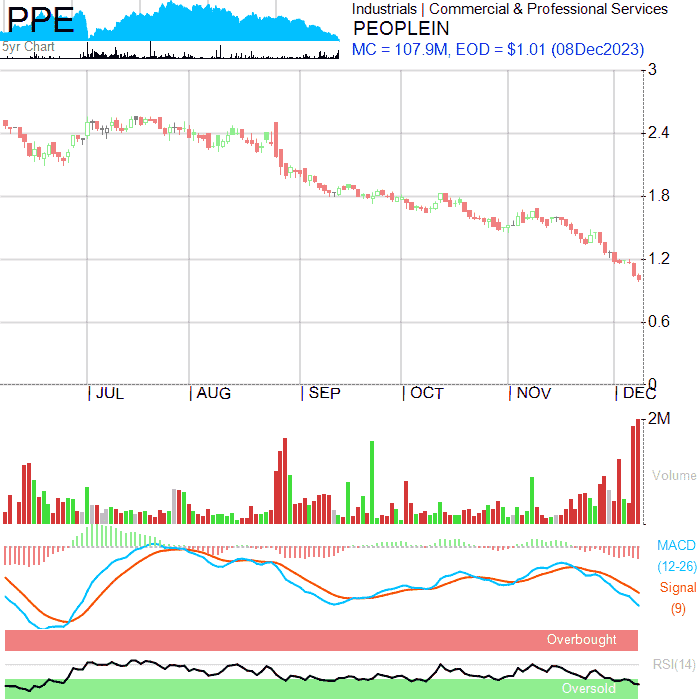 PPE
5yr Chart
Industrials | Commercial & Professional Services
PEOPLEIN
MC = 107.9M, EOD = $1.01 (08Dec2023)
3
2.4
1.8
1.2
0.6
0
| JUL | AUG | SEP | OCT | NOV | DEC
2M
Volume
MACD
(12-26)
Signal
(9)
Overbought
RSI(14)
Oversold